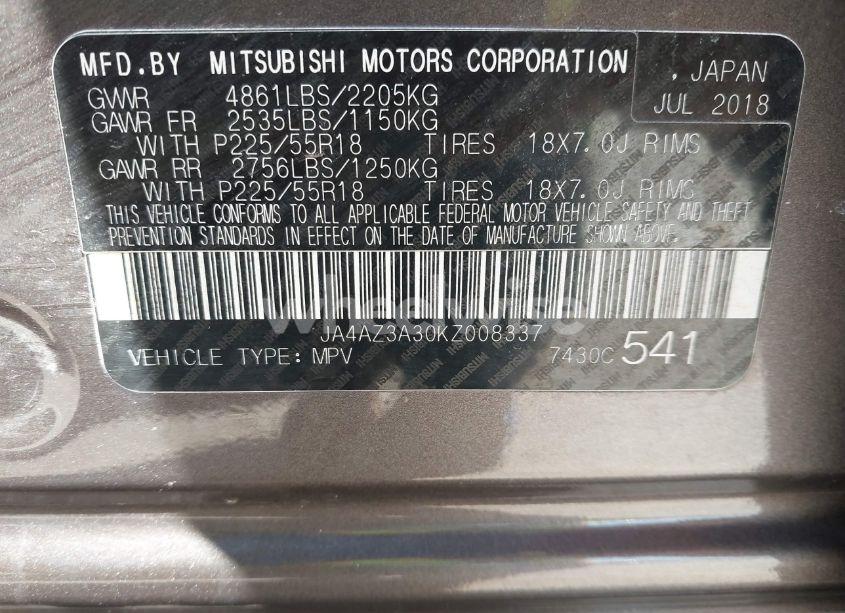 MFD.BY MITSUBISHI MOTORS CORPORATION , JAPAN
GVWR 4861LBS/2205KG JUL 2018
GAWR FR 2535LBS/1150KG
WITH P225/55R18 TIRES 18X7.0J RIMS
GAWR RR 2756LBS/1250KG
WITH P225/55R18 TIRES 18X7.0J RIMS
THIS VEHICLE CONFORMS TO ALL APPLICABLE FEDERAL MOTOR VEHICLE SAFETY AND THEFT
PREVENTION STANDARDS IN EFFECT ON THE DATE OF MANUFACTURE SHOWN ABOVE.
JA4AZ3A30KZ008337
VEHICLE TYPE: MPV 7430C 541